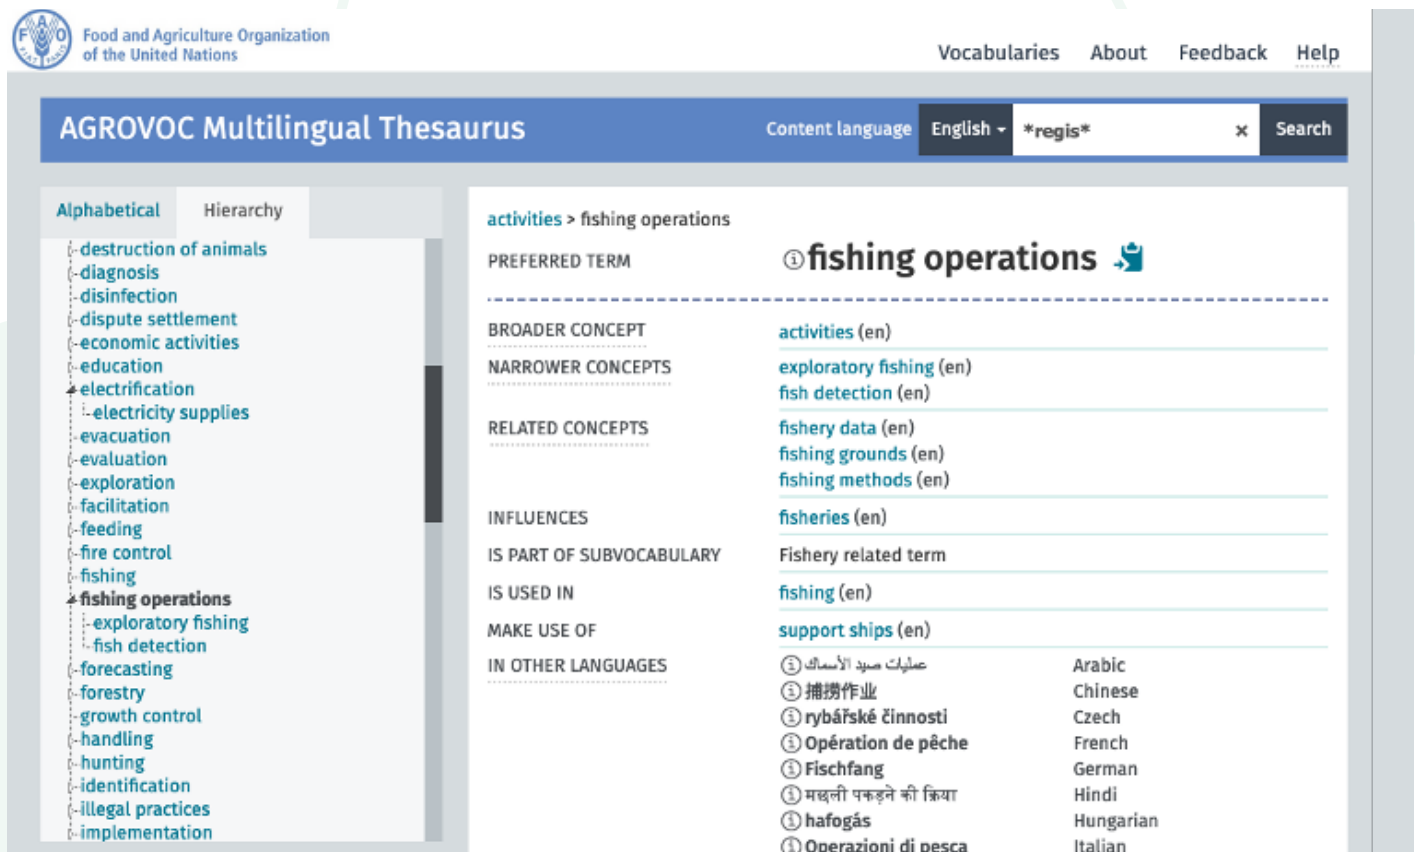 Food and Agriculture Organization
of the United Nations
Vocabularies About Feedback Help
AGROVOC Multilingual Thesaurus
Content language English *regis* × Search
Alphabetical Hierarchy
destruction of animals
diagnosis
disinfection
dispute settlement
economic activities
education
electrification
electricity supplies
evacuation
evaluation
exploration
facilitation
feeding
fire control
fishing
fishing operations
exploratory fishing
fish detection
forecasting
forestry
growth control
handling
hunting
identification
illegal practices
implementation
activities > fishing operations
PREFERRED TERM fishing operations
BROADER CONCEPT activities (en)
NARROWER CONCEPTS exploratory fishing (en)
fish detection (en)
RELATED CONCEPTS fishery data (en)
fishing grounds (en)
fishing methods (en)
INFLUENCES fisheries (en)
IS PART OF SUBVOCABULARY Fishery related term
IS USED IN fishing (en)
MAKE USE OF support ships (en)
IN OTHER LANGUAGES عمليات صيد الأسماك Arabic
捕捞作业 Chinese
rybářské činnosti Czech
Opération de pêche French
Fischfang German
मछली पकड़ने की क्रिया Hindi
hafogás Hungarian
Operazioni di pesca Italian